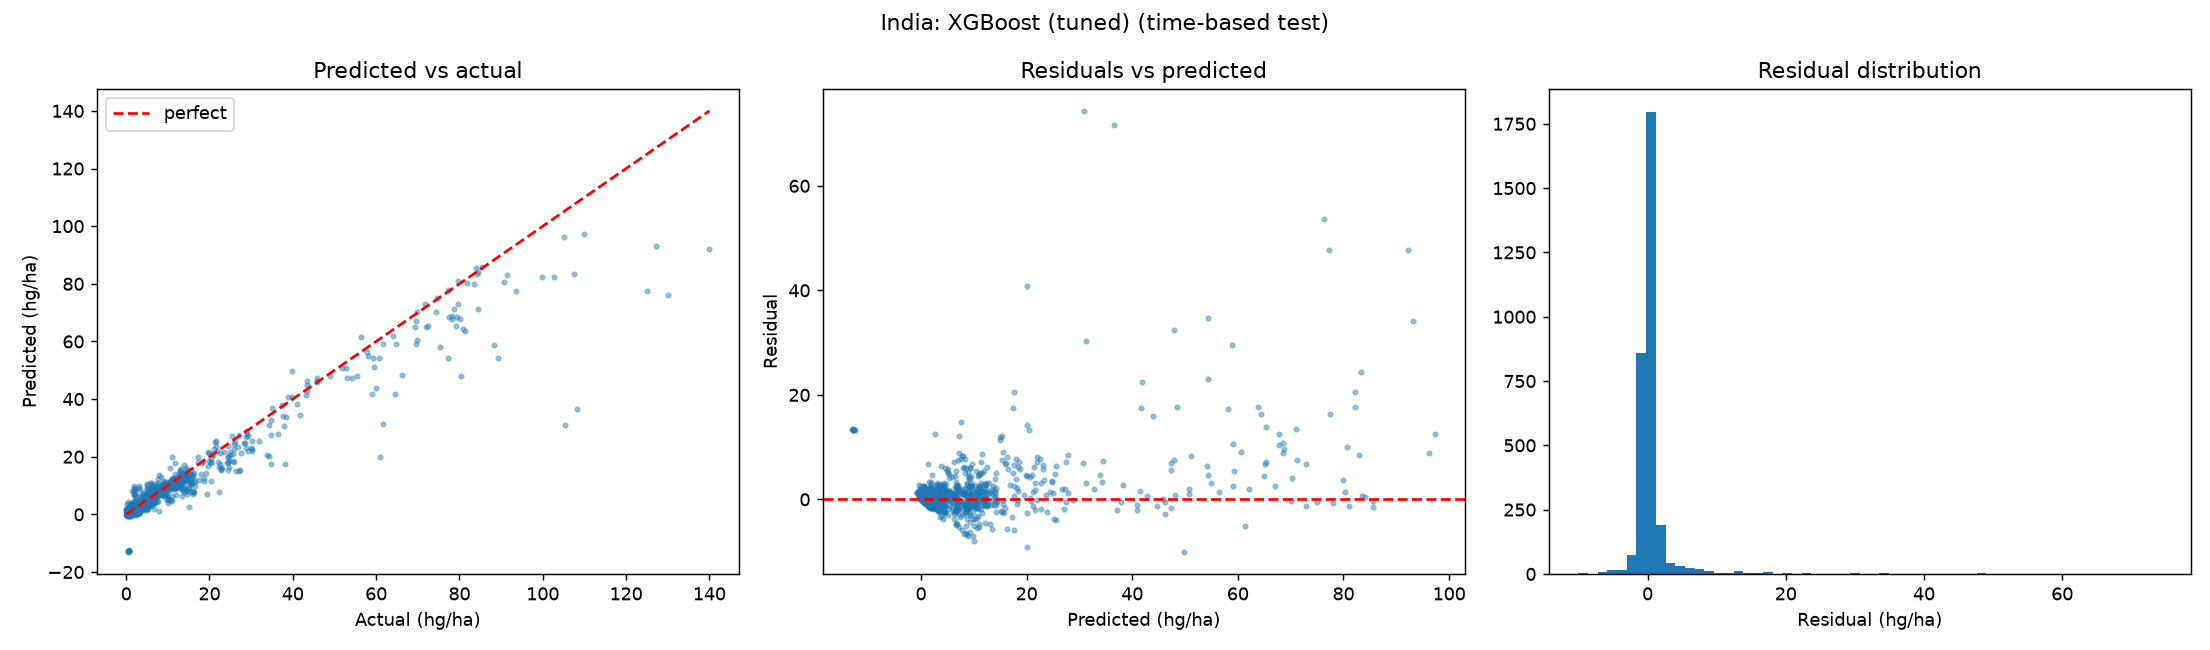 India: XGBoost (tuned) (time-based test)
Predicted vs actual
perfect
140
120
100
80
60
40
20
0
−20
Predicted (hg/ha)
0 20 40 60 80 100 120 140
Actual (hg/ha)
Residuals vs predicted
60
40
20
0
Residual
0 20 40 60 80 100
Predicted (hg/ha)
Residual distribution
1750
1500
1250
1000
750
500
250
0
0 20 40 60
Residual (hg/ha)